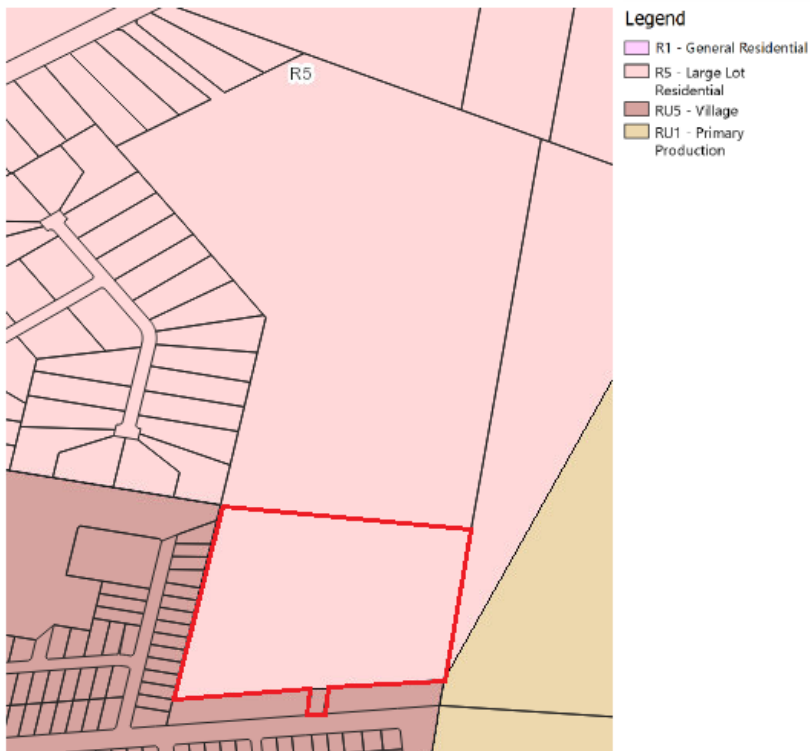 R5
Legend
R1 - General Residential
R5 - Large Lot
Residential
RU5 - Village
RU1 - Primary
Production